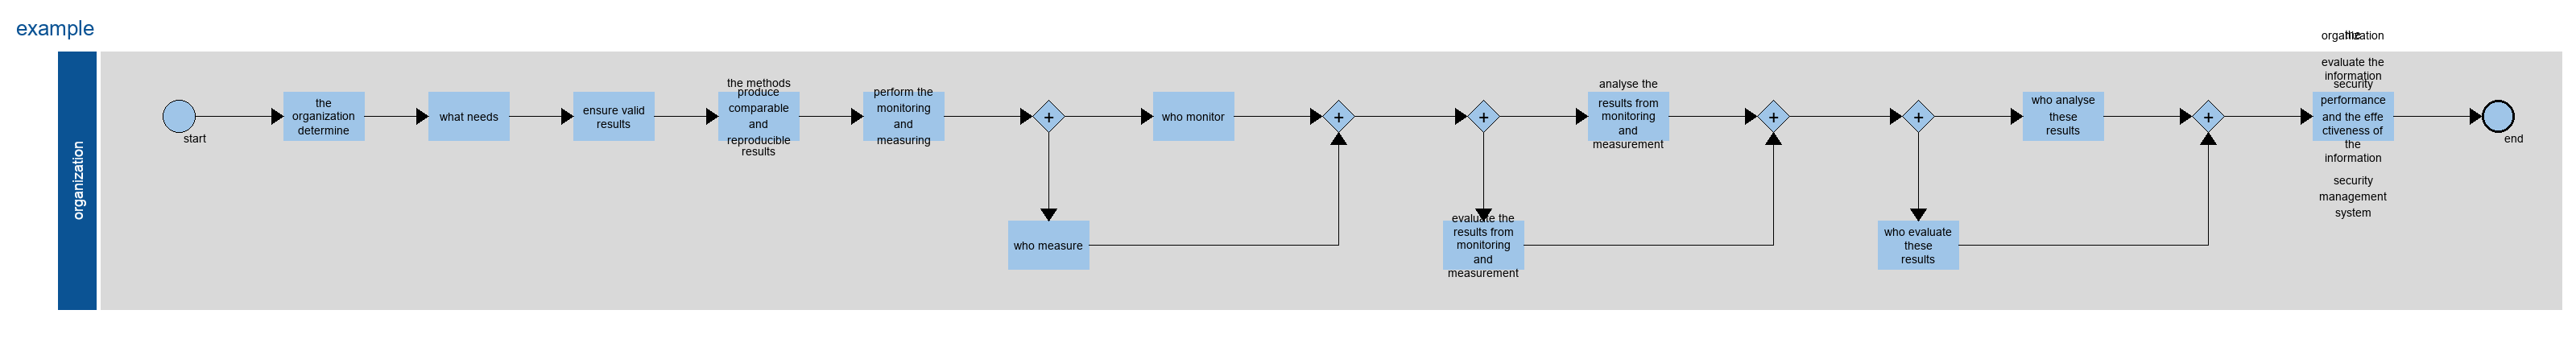 example
organization
start
the
organization
determine
what needs
ensure valid
results
the methods
produce
comparable
and
reproducible
results
perform the
monitoring
and
measuring
+
who measure
who monitor
+
+
evaluate the
results from
monitoring
and
measurement
analyse the
results from
monitoring
and
measurement
+
+
who evaluate
these
results
who analyse
these
results
+
the
organization
evaluate the
information
security
performance
and the effe
ctiveness of
the
information
security
management
system
end